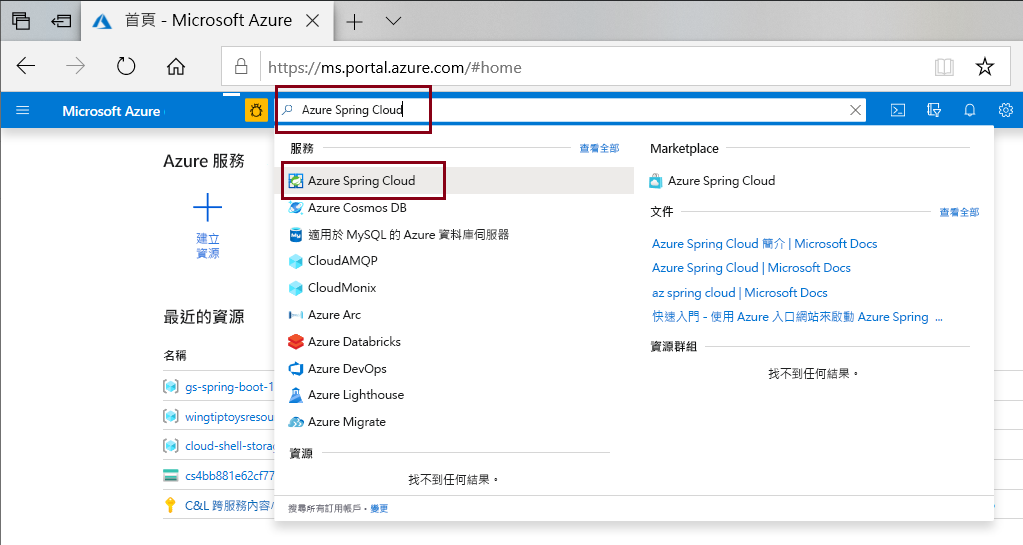 首頁 - Microsoft Azure
https://ms.portal.azure.com/#home
Microsoft Azure
Azure Spring Cloud
Azure 服務
建立
資源
最近的資源
名稱
gs-spring-boot-1
wingtiptoysresou
cloud-shell-storag
cs4bb881e62cf77
C&L 跨服務內容/
服務
查看全部
Azure Spring Cloud
Azure Cosmos DB
適用於 MySQL 的 Azure 資料庫伺服器
CloudAMQP
CloudMonix
Azure Arc
Azure Databricks
Azure DevOps
Azure Lighthouse
Azure Migrate
資源
找不到任何結果。
搜尋所有訂用帳戶。變更
Marketplace
Azure Spring Cloud
文件
查看全部
Azure Spring Cloud 簡介 | Microsoft Docs
Azure Spring Cloud | Microsoft Docs
az spring cloud | Microsoft Docs
快速入門 - 使用 Azure 入口網站來啟動 Azure Spring ...
資源群組
找不到任何結果。